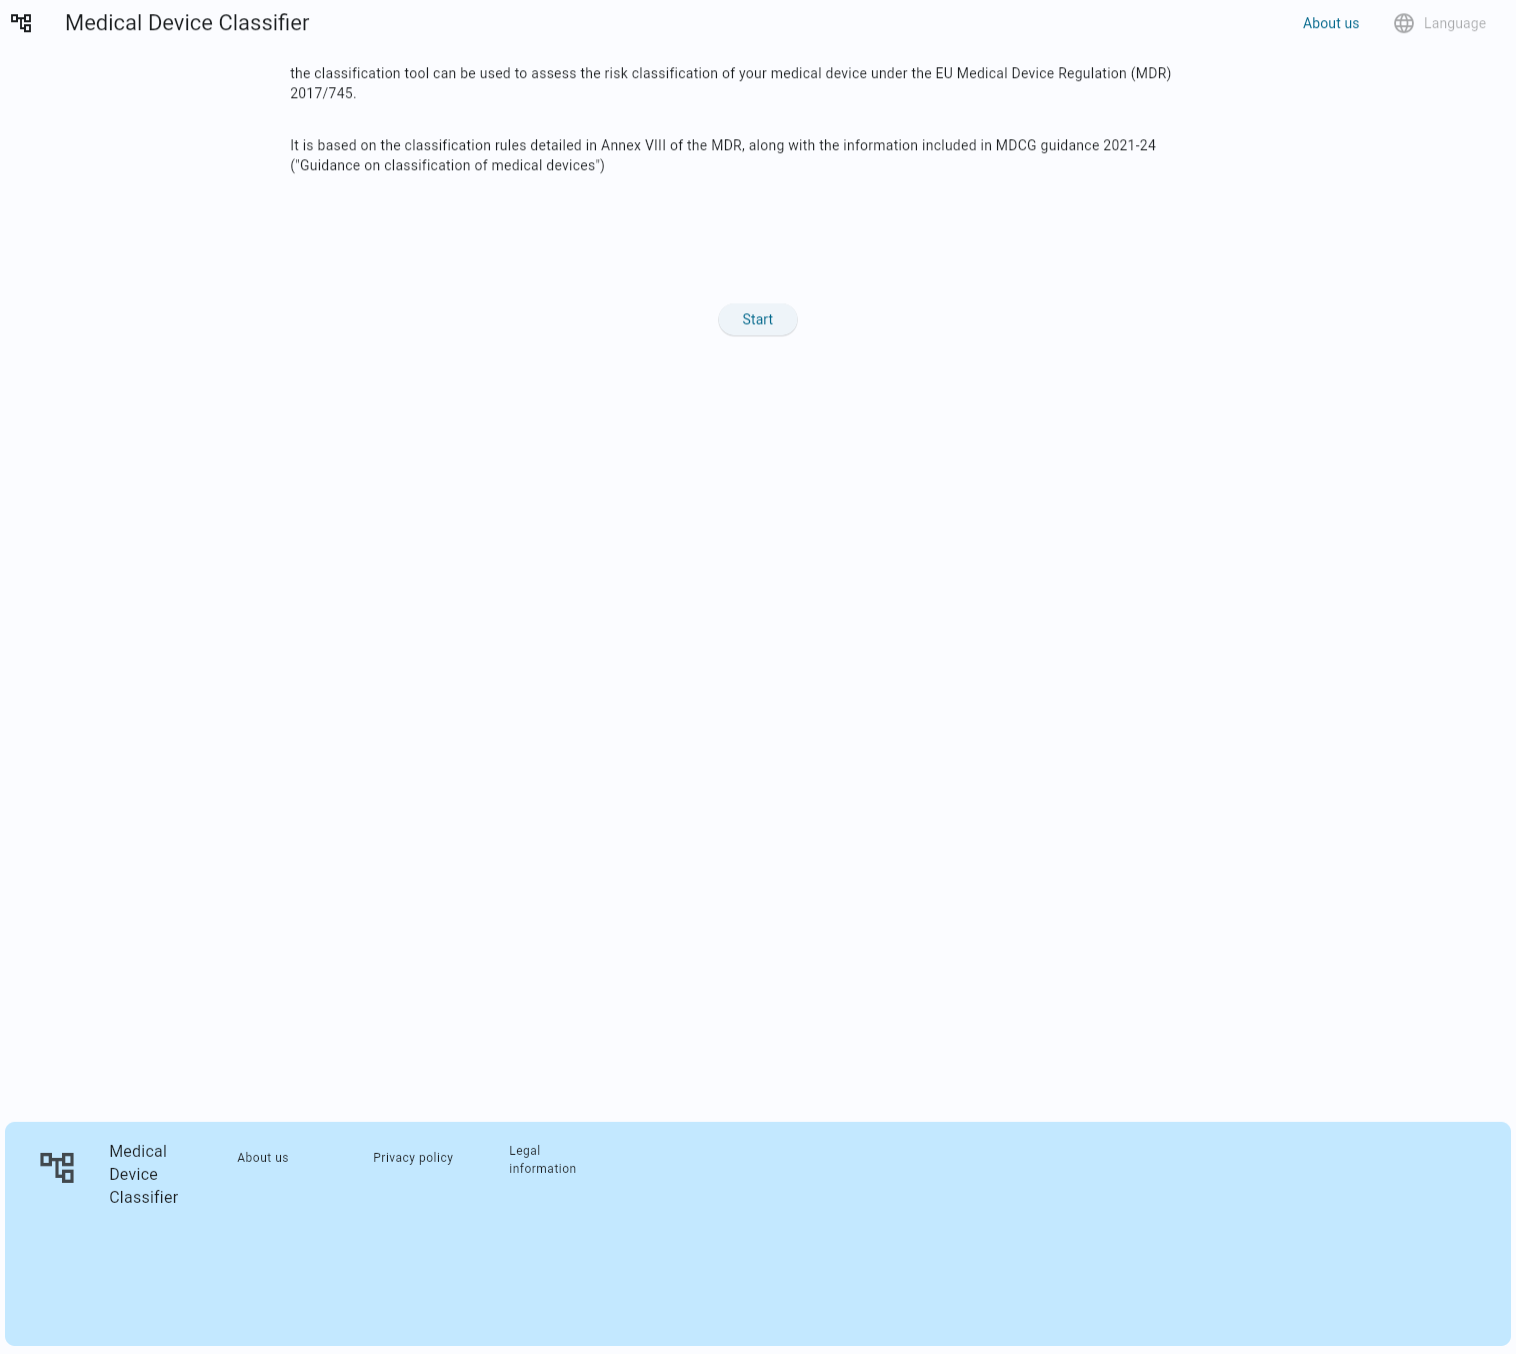 Medical Device Classifier
About us
Language
the classification tool can be used to assess the risk classification of your medical device under the EU Medical Device Regulation (MDR)
2017/745.
It is based on the classification rules detailed in Annex VIII of the MDR, along with the information included in MDCG guidance 2021-24
("Guidance on classification of medical devices")
Start
Medical
Device
Classifier
About us
Privacy policy
Legal
information